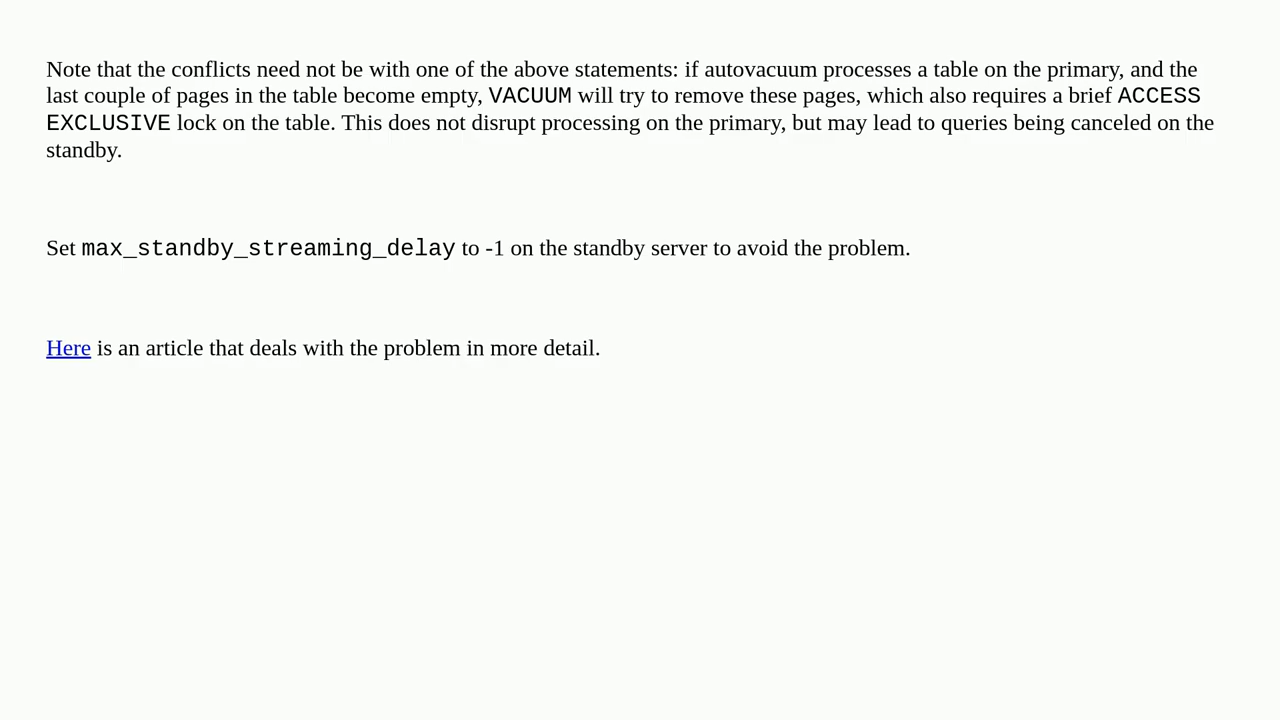 Note that the conflicts need not be with one of the above statements: if autovacuum processes a table on the primary, and the
last couple of pages in the table become empty, VACUUM will try to remove these pages, which also requires a brief ACCESS
EXCLUSIVE lock on the table. This does not disrupt processing on the primary, but may lead to queries being canceled on the
standby.
Set max_standby_streaming_delay to -1 on the standby server to avoid the problem.
Here is an article that deals with the problem in more detail.